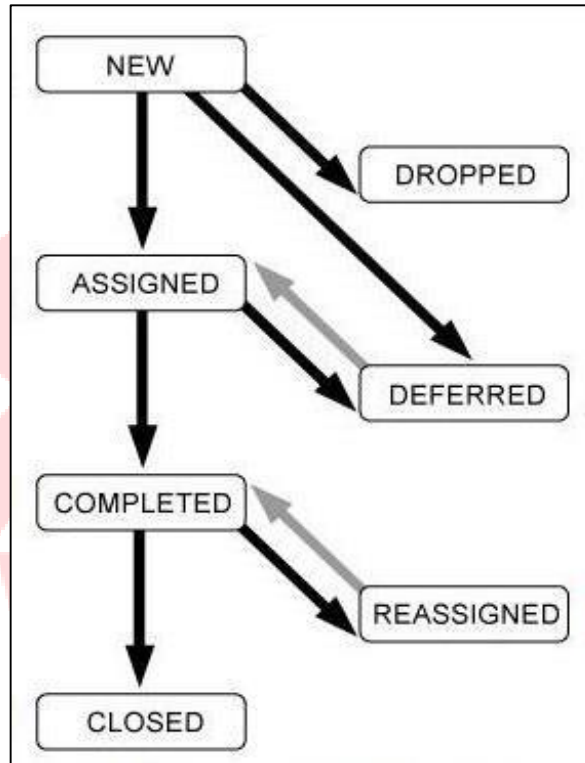 NEW
DROPPED
ASSIGNED
DEFERRED
COMPLETED
REASSIGNED
CLOSED